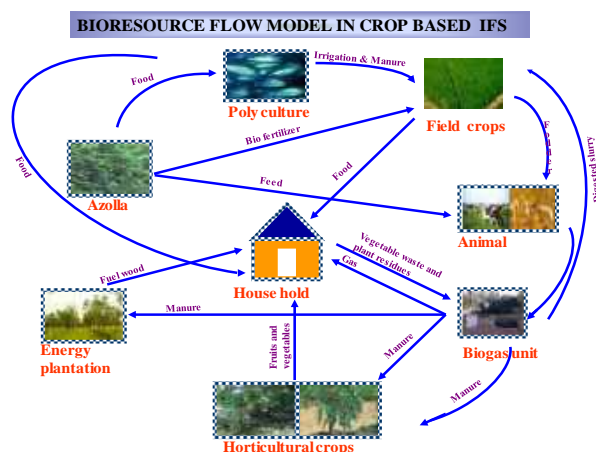 BIORESOURCE FLOW MODEL IN CROP BASED IFS
Irrigation & Manure
Food
Poly culture
Field crops
Bio fertilizer
Food
Food
Feed
Azolla
Animal
Vegetable waste and
plant residues
Gas
Fuel wood
House hold
Manure
Energy
plantation
Fruits and
vegetables
Manure
Biogas unit
Manure
Horticultural crops